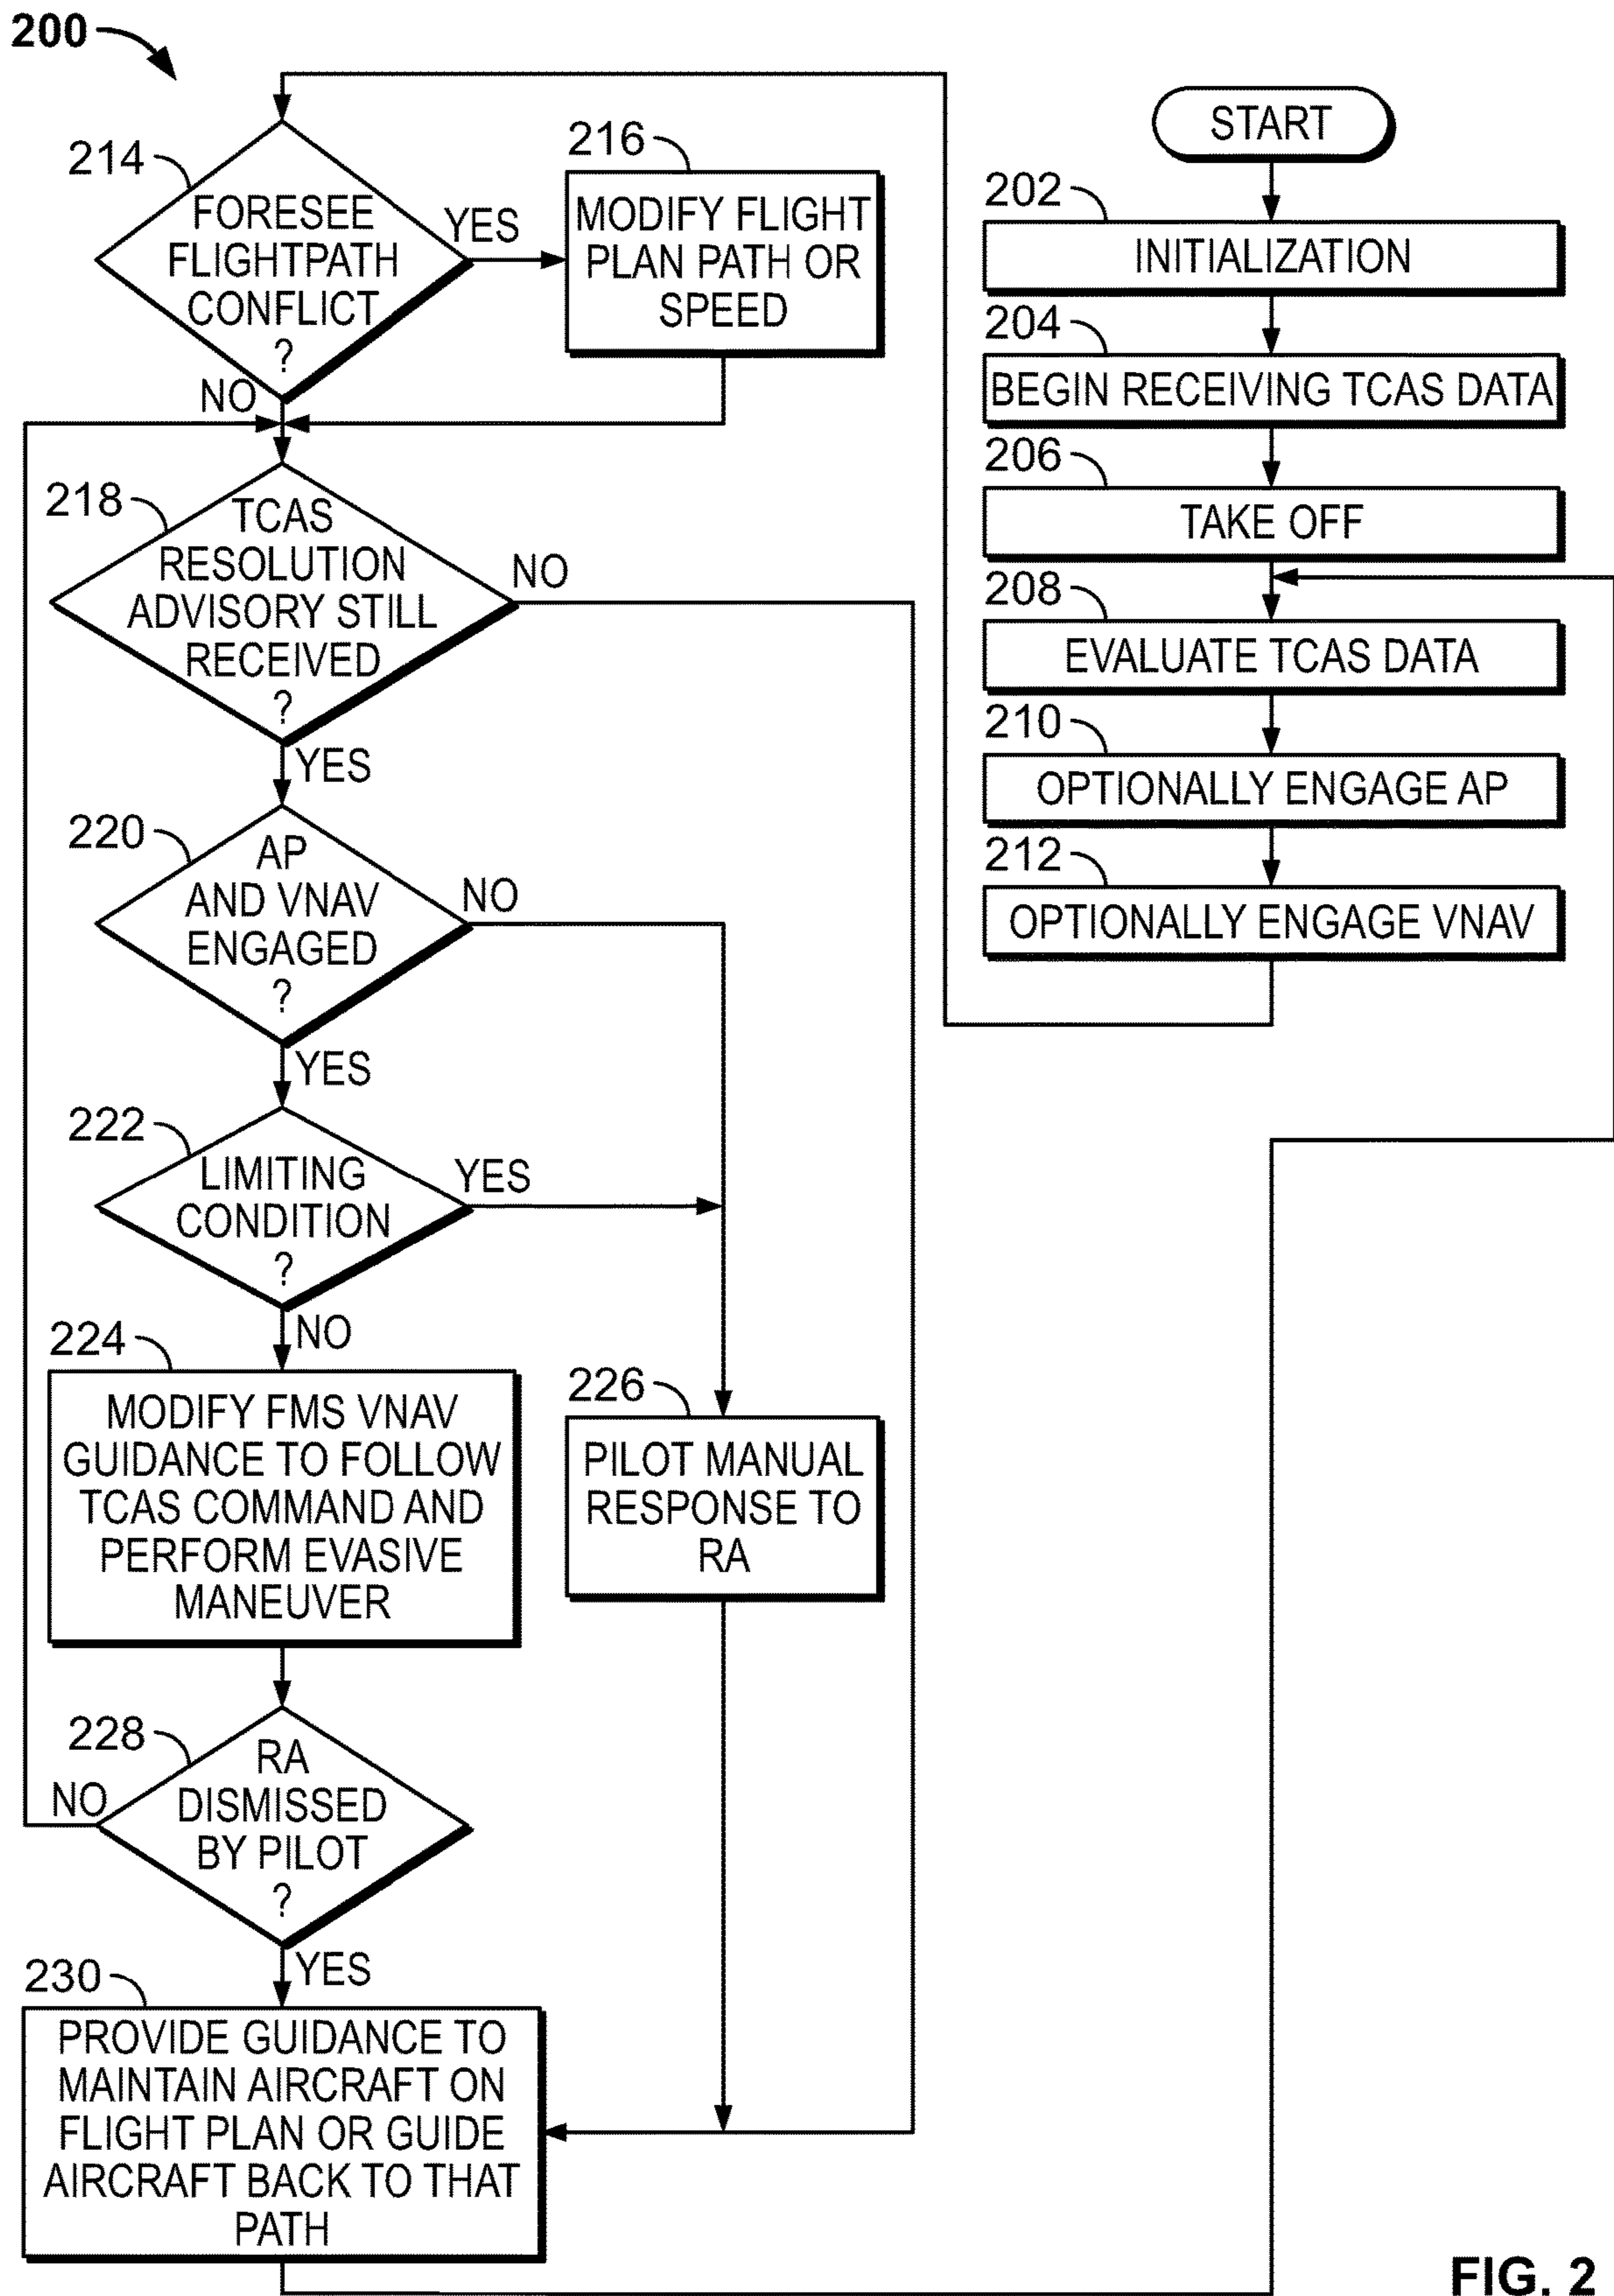 200
START
202
INITIALIZATION
204
BEGIN RECEIVING TCAS DATA
206
TAKE OFF
208
EVALUATE TCAS DATA
210
OPTIONALLY ENGAGE AP
212
OPTIONALLY ENGAGE VNAV
214
FORESEE
FLIGHTPATH
CONFLICT
?
YES
NO
216
MODIFY FLIGHT
PLAN PATH OR
SPEED
218
TCAS
RESOLUTION
ADVISORY STILL
RECEIVED
?
NO
YES
220
AP
AND VNAV
ENGAGED
?
NO
YES
222
LIMITING
CONDITION
?
YES
NO
224
MODIFY FMS VNAV
GUIDANCE TO FOLLOW
TCAS COMMAND AND
PERFORM EVASIVE
MANEUVER
226
PILOT MANUAL
RESPONSE TO
RA
228
RA
DISMISSED
BY PILOT
?
NO
YES
230
PROVIDE GUIDANCE TO
MAINTAIN AIRCRAFT ON
FLIGHT PLAN OR GUIDE
AIRCRAFT BACK TO THAT
PATH
FIG. 2